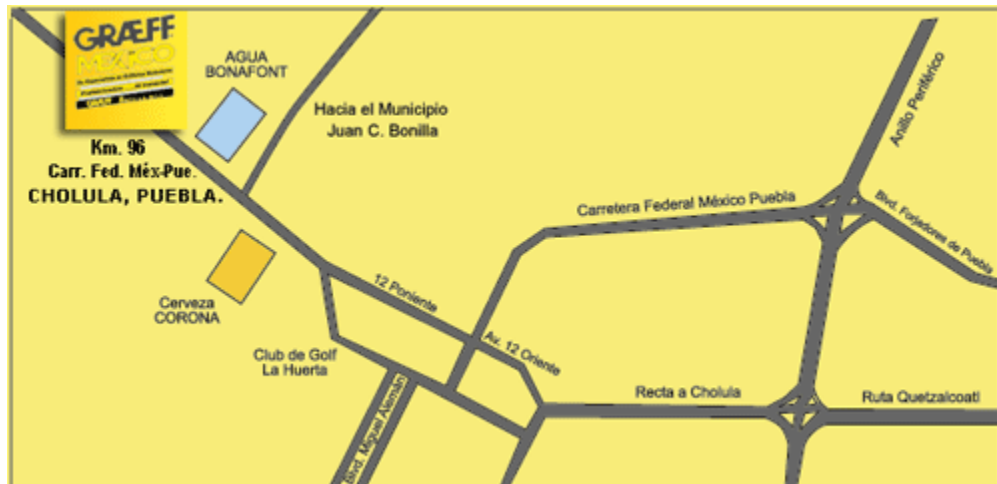 GRÆFF
MÉXICO
AGUA
BONAFONT
Hacia el Municipio
Juan C. Bonilla
Km. 96
Carr. Fed. Méx-Pue.
CHOLULA, PUEBLA.
Anillo Periférico
Carretera Federal México Puebla
Blvd. Forjadores de Puebla
Cerveza
CORONA
12 Poniente
Av. 12 Oriente
Club de Golf
La Huerta
Blvd. Miguel Alemán
Recta a Cholula
Ruta Quetzalcoatl